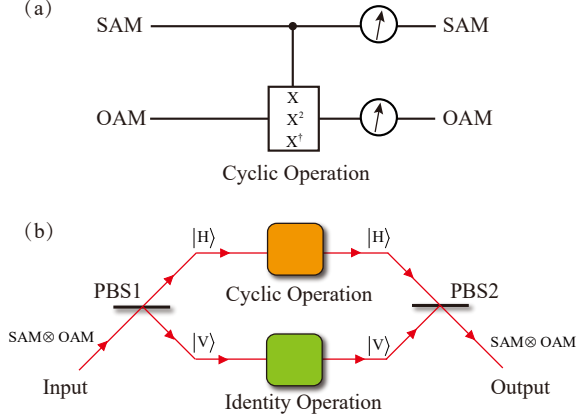 (a)
SAM SAM
X
X²
X†
OAM OAM
Cyclic Operation
(b)
|H⟩ |H⟩
PBS1 Cyclic Operation PBS2
SAM⊗ OAM |V⟩ |V⟩ SAM⊗ OAM
Input Output
Identity Operation